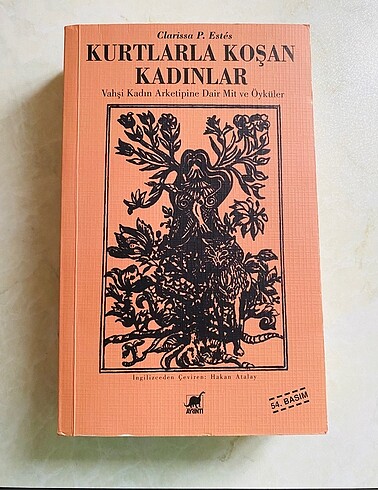 Clarissa P. Estés
KURTLARLA KOŞAN
KADINLAR
Vahşi Kadın Arketipine Dair Mit ve Öyküler
İngilizceden Çeviren: Hakan Atalay
54. BASIM
AYRINTI